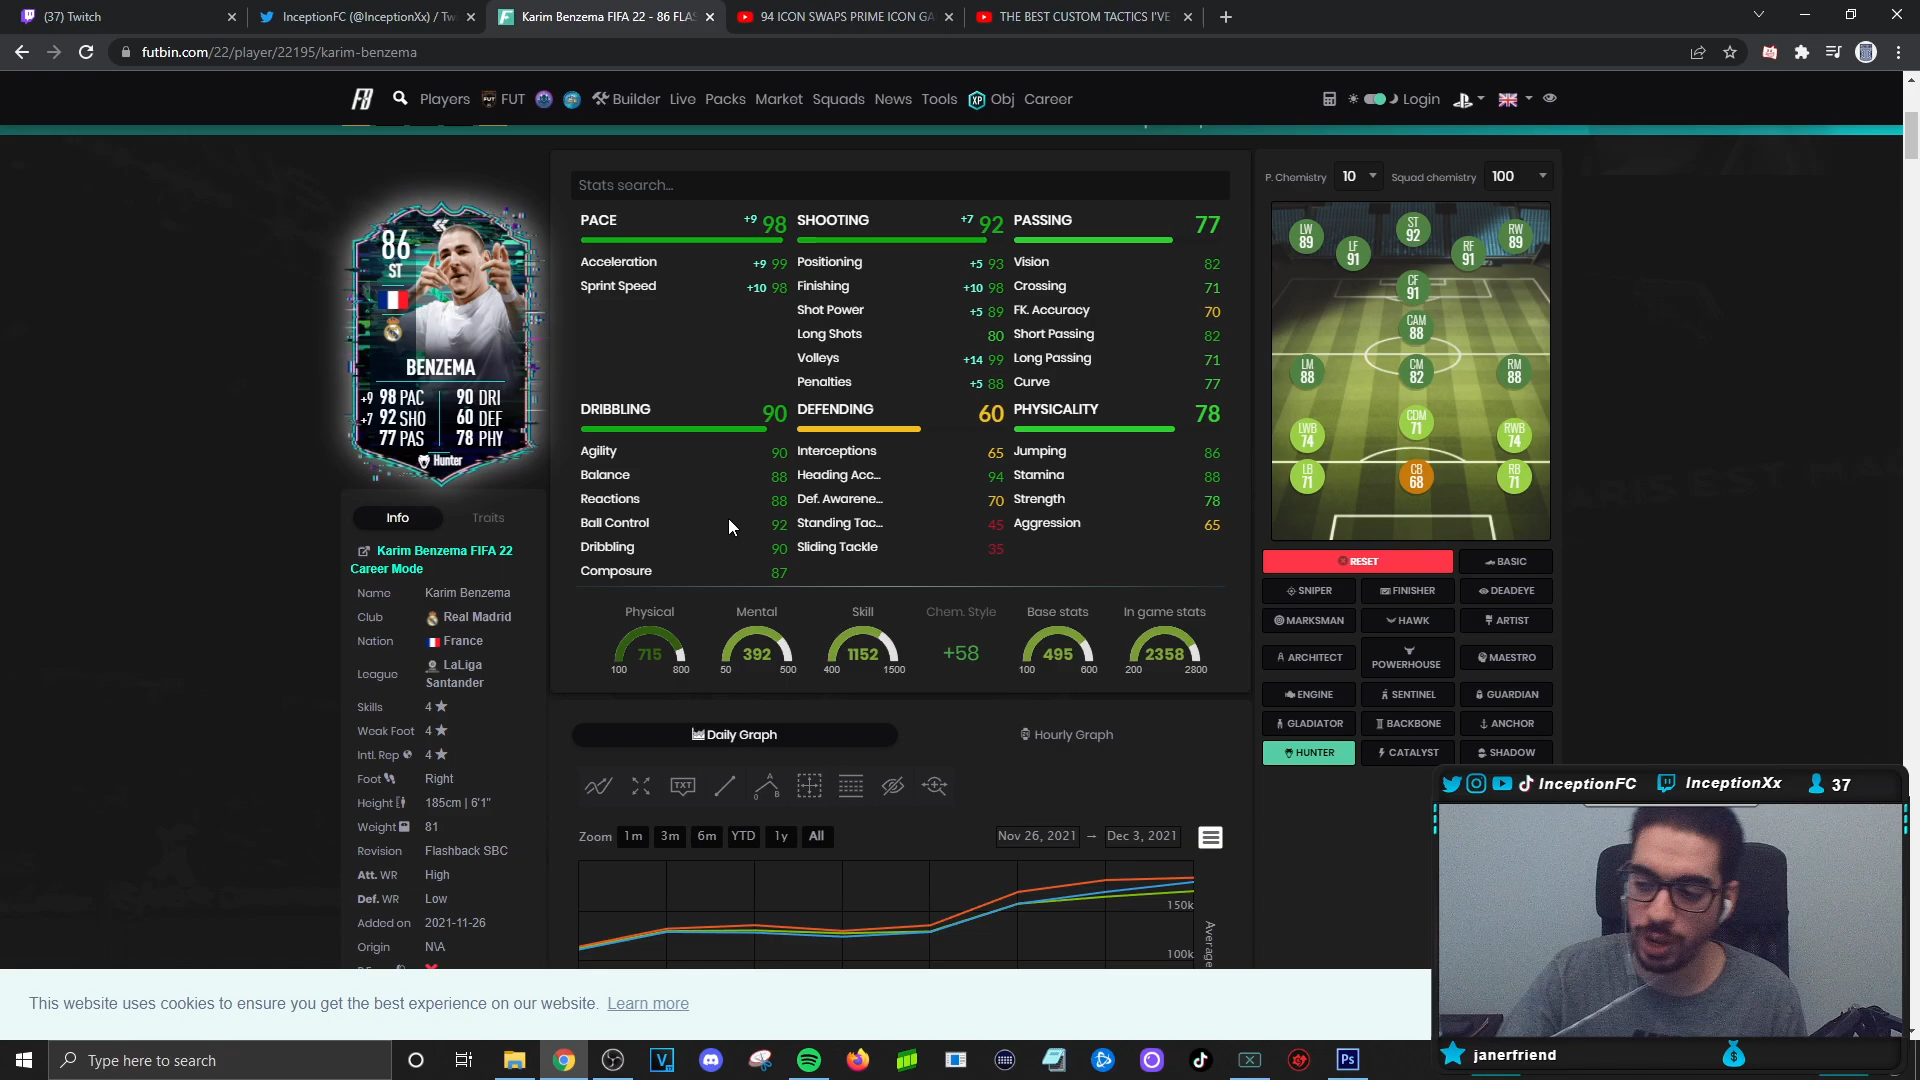 (37) Twitch
InceptionFC (@InceptionXx) / Tw
Karim Benzema FIFA 22 - 86 FLAS
94 ICON SWAPS PRIME ICON GA
THE BEST CUSTOM TACTICS I'VE
futbin.com/22/player/22195/karim-benzema
Players FUT Builder Live Packs Market Squads News Tools XP Obj Career
Login
Stats search...
P. Chemistry 10 Squad chemistry 100
86
ST
BENZEMA
+9 98 PAC 90 DRI
+7 92 SHO 60 DEF
77 PAS 78 PHY
Hunter
PACE +9 98
Acceleration +9 99
Sprint Speed +10 98
SHOOTING +7 92
Positioning +5 93
Finishing +10 98
Shot Power +5 89
Long Shots 80
Volleys +14 99
Penalties +5 88
PASSING 77
Vision 82
Crossing 71
FK. Accuracy 70
Short Passing 82
Long Passing 71
Curve 77
DRIBBLING 90
Agility 90
Balance 88
Reactions 88
Ball Control 92
Dribbling 90
Composure 87
DEFENDING 60
Interceptions 65
Heading Acc... 94
Def. Awarene... 70
Standing Tac... 45
Sliding Tackle 35
PHYSICALITY 78
Jumping 86
Stamina 88
Strength 78
Aggression 65
Physical Mental Skill Chem. Style Base stats In game stats
715 392 1152 +58 495 2358
100 800 50 500 400 1500 100 600 200 2800
LW 89
ST 92
RW 89
LF 91
RF 91
CF 91
CAM 88
LM 88
CM 82
RM 88
CDM 71
LWB 74
RWB 74
LB 71
CB 68
RB 71
RESET BASIC
SNIPER FINISHER DEADEYE
MARKSMAN HAWK ARTIST
ARCHITECT POWERHOUSE MAESTRO
ENGINE SENTINEL GUARDIAN
GLADIATOR BACKBONE ANCHOR
HUNTER CATALYST SHADOW
Info Traits
Karim Benzema FIFA 22
Career Mode
Name Karim Benzema
Club Real Madrid
Nation France
League LaLiga Santander
Skills 4
Weak Foot 4
Intl. Rep 4
Foot Right
Height 185cm | 6'1"
Weight 81
Revision Flashback SBC
Att. WR High
Def. WR Low
Added on 2021-11-26
Origin N\A
Daily Graph Hourly Graph
TXT
Zoom 1m 3m 6m YTD 1y All Nov 26, 2021 → Dec 3, 2021
150k
100k
Average
InceptionFC InceptionXx 37
This website uses cookies to ensure you get the best experience on our website. Learn more
janerfriend
Type here to search
Ps